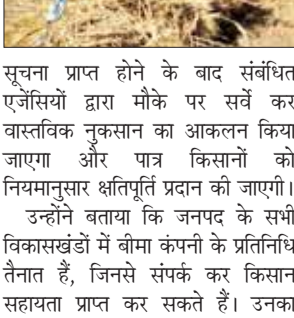 सूचना प्राप्त होने के बाद संबंधित
एजेंसियों द्वारा मौके पर सर्वे कर
वास्तविक नुकसान का आकलन किया
जाएगा और पात्र किसानों को
नियमानुसार क्षतिपूर्ति प्रदान की जाएगी।
उन्होंने बताया कि जनपद के सभी
विकासखंडों में बीमा कंपनी के प्रतिनिधि
तैनात हैं, जिनसे संपर्क कर किसान
सहायता प्राप्त कर सकते हैं। उनका